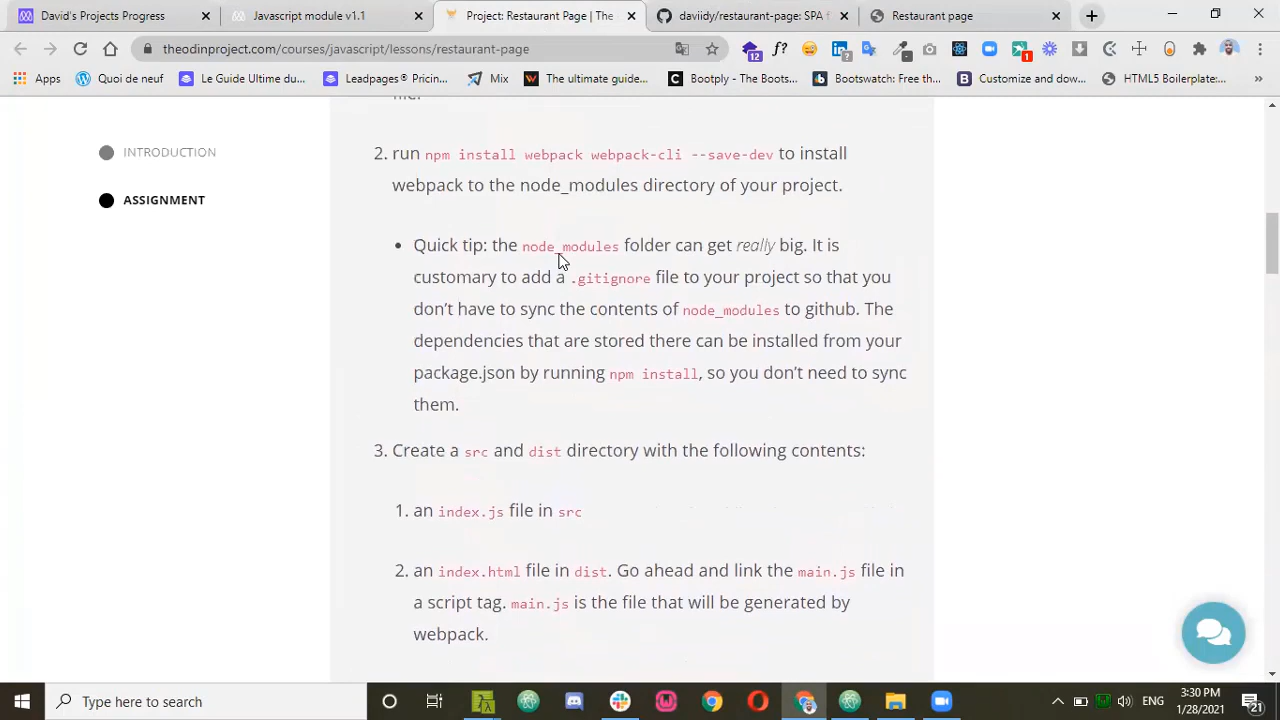 David's Projects Progress
Javascript module v1.1
Project: Restaurant Page | The
daviidy/restaurant-page: SPA f
Restaurant page
theodinproject.com/courses/javascript/lessons/restaurant-page
12
f?
1
Apps
Quoi de neuf
Le Guide Ultime du...
Leadpages® Pricin...
Mix
The ultimate guide...
Bootply - The Boots...
Bootswatch: Free th...
Customize and dow...
HTML5 Boilerplate:...
INTRODUCTION
ASSIGNMENT
file.
2. run npm install webpack webpack-cli --save-dev to install
webpack to the node_modules directory of your project.
• Quick tip: the node_modules folder can get really big. It is
customary to add a .gitignore file to your project so that you
don't have to sync the contents of node_modules to github. The
dependencies that are stored there can be installed from your
package.json by running npm install, so you don't need to sync
them.
3. Create a src and dist directory with the following contents:
1. an index.js file in src
2. an index.html file in dist. Go ahead and link the main.js file in
a script tag. main.js is the file that will be generated by
webpack.
Type here to search
ENG
3:30 PM
1/28/2021
21